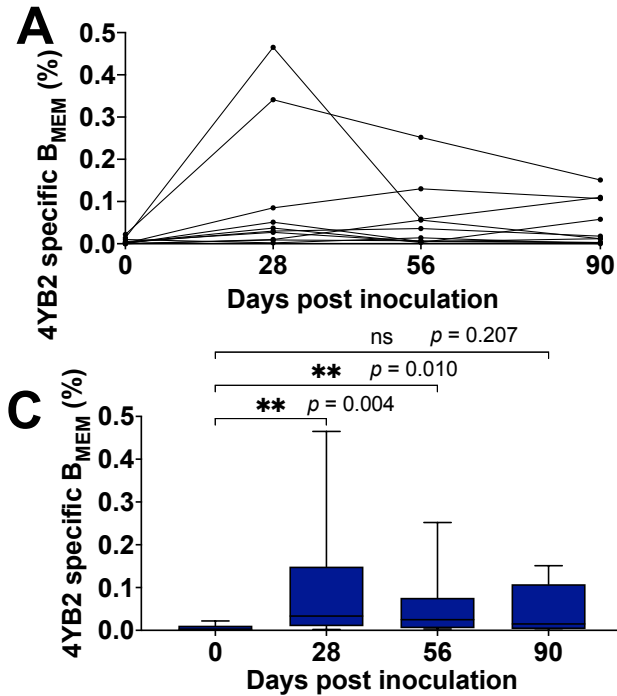 A
4YB2 specific B_MEM (%)
0.5
0.4
0.3
0.2
0.1
0.0
0 28 56 90
Days post inoculation
ns p = 0.207
** p = 0.010
** p = 0.004
C
4YB2 specific B_MEM (%)
0.5
0.4
0.3
0.2
0.1
0.0
0 28 56 90
Days post inoculation